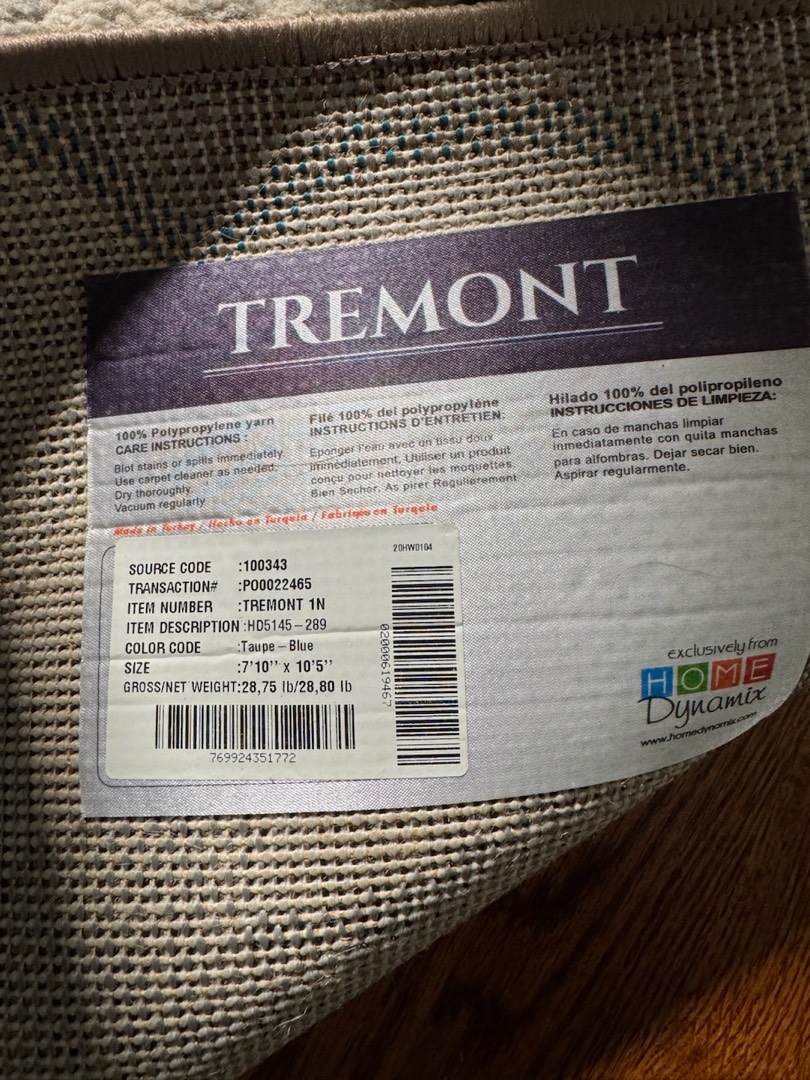 TREMONT
100% Polypropylene yarn
CARE INSTRUCTIONS :
Blot stains or spills immediately.
Use carpet cleaner as needed.
Dry thoroughly.
Vacuum regularly
Filé 100% del polypropylène
INSTRUCTIONS D'ENTRETIEN:
Eponger l'eau avec un tissu doux
immédiatement, Utiliser un produit
conçu pour nettoyer les moquettes.
Bien Secher. As pirer Regulierement
Hilado 100% del polipropileno
INSTRUCCIONES DE LIMPIEZA:
En caso de manchas limpiar
inmediatamente con quita manchas
para alfombras. Dejar secar bien.
Aspirar regularmente.
Made in Turkey / Hecho en Turquia / Fabriqué en Turquie
20HW0104
SOURCE CODE :100343
TRANSACTION# :PO0022465
ITEM NUMBER :TREMONT 1N
ITEM DESCRIPTION :HD5145-289
COLOR CODE :Taupe-Blue
SIZE :7'10'' x 10'5''
GROSS/NET WEIGHT:28,75 lb/28,80 lb
769924351772
02000619467
exclusively from
HOME
Dynamix
www.homedynamix.com